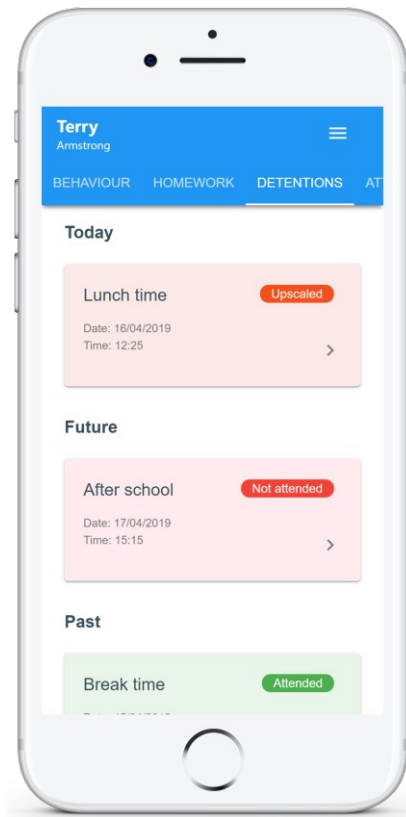 Terry
Armstrong
BEHAVIOUR HOMEWORK DETENTIONS AT
Today
Lunch time Upscaled
Date: 16/04/2019
Time: 12:25
Future
After school Not attended
Date: 17/04/2019
Time: 15:15
Past
Break time Attended